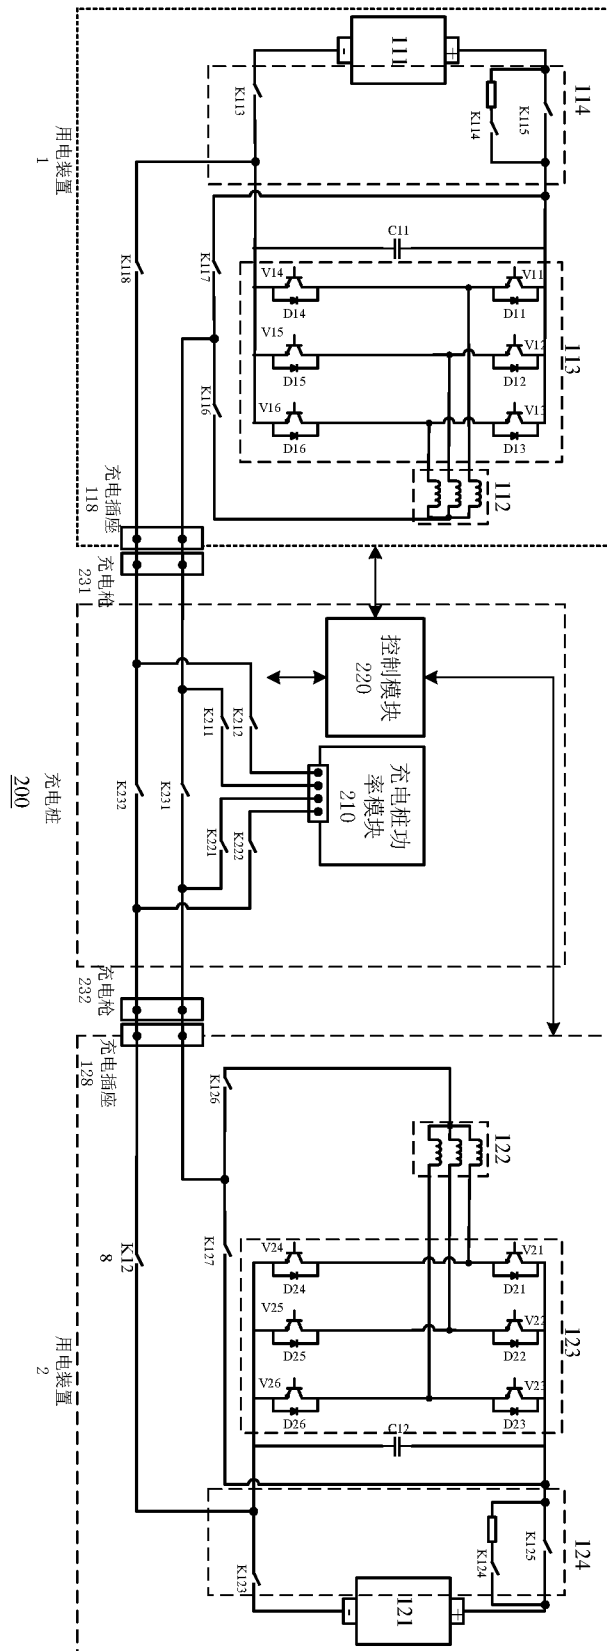 用电装置
1
111
114
K115
K114
K113
K118
K117
K116
C11
113
V11
V12
V13
V14
V15
V16
D11
D12
D13
D14
D15
D16
112
充电插座
118
充电枪
231
控制模块
220
充电桩功
率模块
210
K212
K211
K222
K221
K231
K232
充电桩
200
充电枪
232
充电插座
128
122
K126
K127
K12
8
123
V21
V22
V23
V24
V25
V26
D21
D22
D23
D24
D25
D26
C12
124
K125
K124
K123
121
用电装置
2